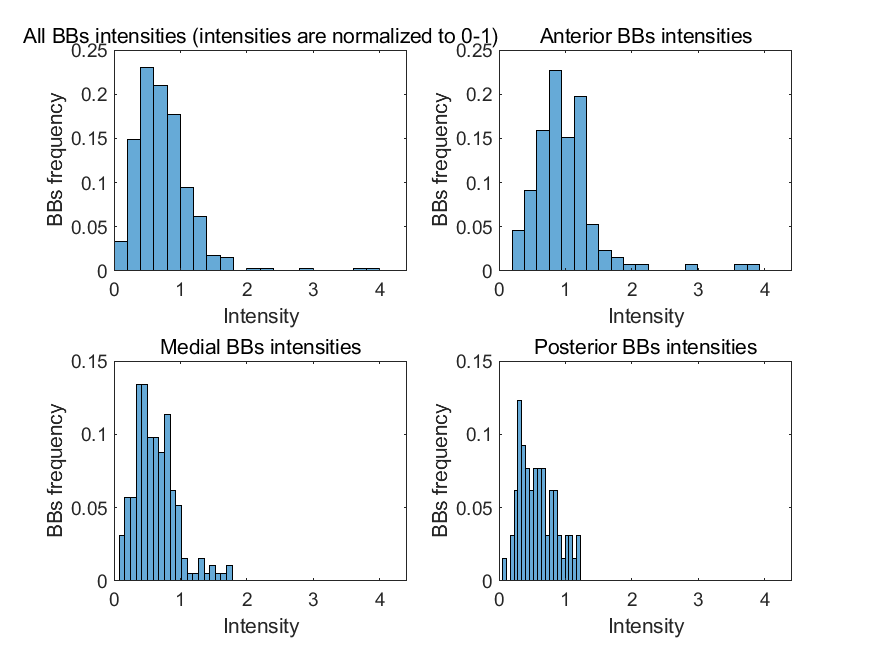 All BBs intensities (intensities are normalized to 0-1)
0.25
0.2
0.15
0.1
0.05
0
BBs frequency
0 1 2 3 4
Intensity
Anterior BBs intensities
0.25
0.2
0.15
0.1
0.05
0
BBs frequency
0 1 2 3 4
Intensity
Medial BBs intensities
0.15
0.1
0.05
0
BBs frequency
0 1 2 3 4
Intensity
Posterior BBs intensities
0.15
0.1
0.05
0
BBs frequency
0 1 2 3 4
Intensity